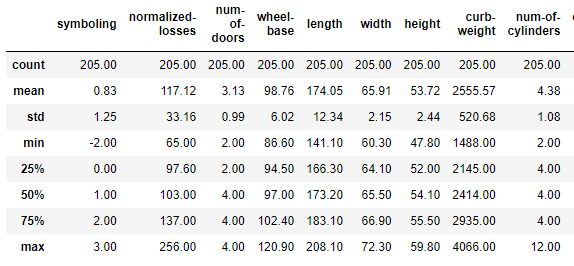 symboling normalized-losses num-of-doors wheel-base length width height curb-weight num-of-cylinders
count 205.00 205.00 205.00 205.00 205.00 205.00 205.00 205.00 205.00
mean 0.83 117.12 3.13 98.76 174.05 65.91 53.72 2555.57 4.38
std 1.25 33.16 0.99 6.02 12.34 2.15 2.44 520.68 1.08
min -2.00 65.00 2.00 86.60 141.10 60.30 47.80 1488.00 2.00
25% 0.00 97.60 2.00 94.50 166.30 64.10 52.00 2145.00 4.00
50% 1.00 103.00 4.00 97.00 173.20 65.50 54.10 2414.00 4.00
75% 2.00 137.00 4.00 102.40 183.10 66.90 55.50 2935.00 4.00
max 3.00 256.00 4.00 120.90 208.10 72.30 59.80 4066.00 12.00